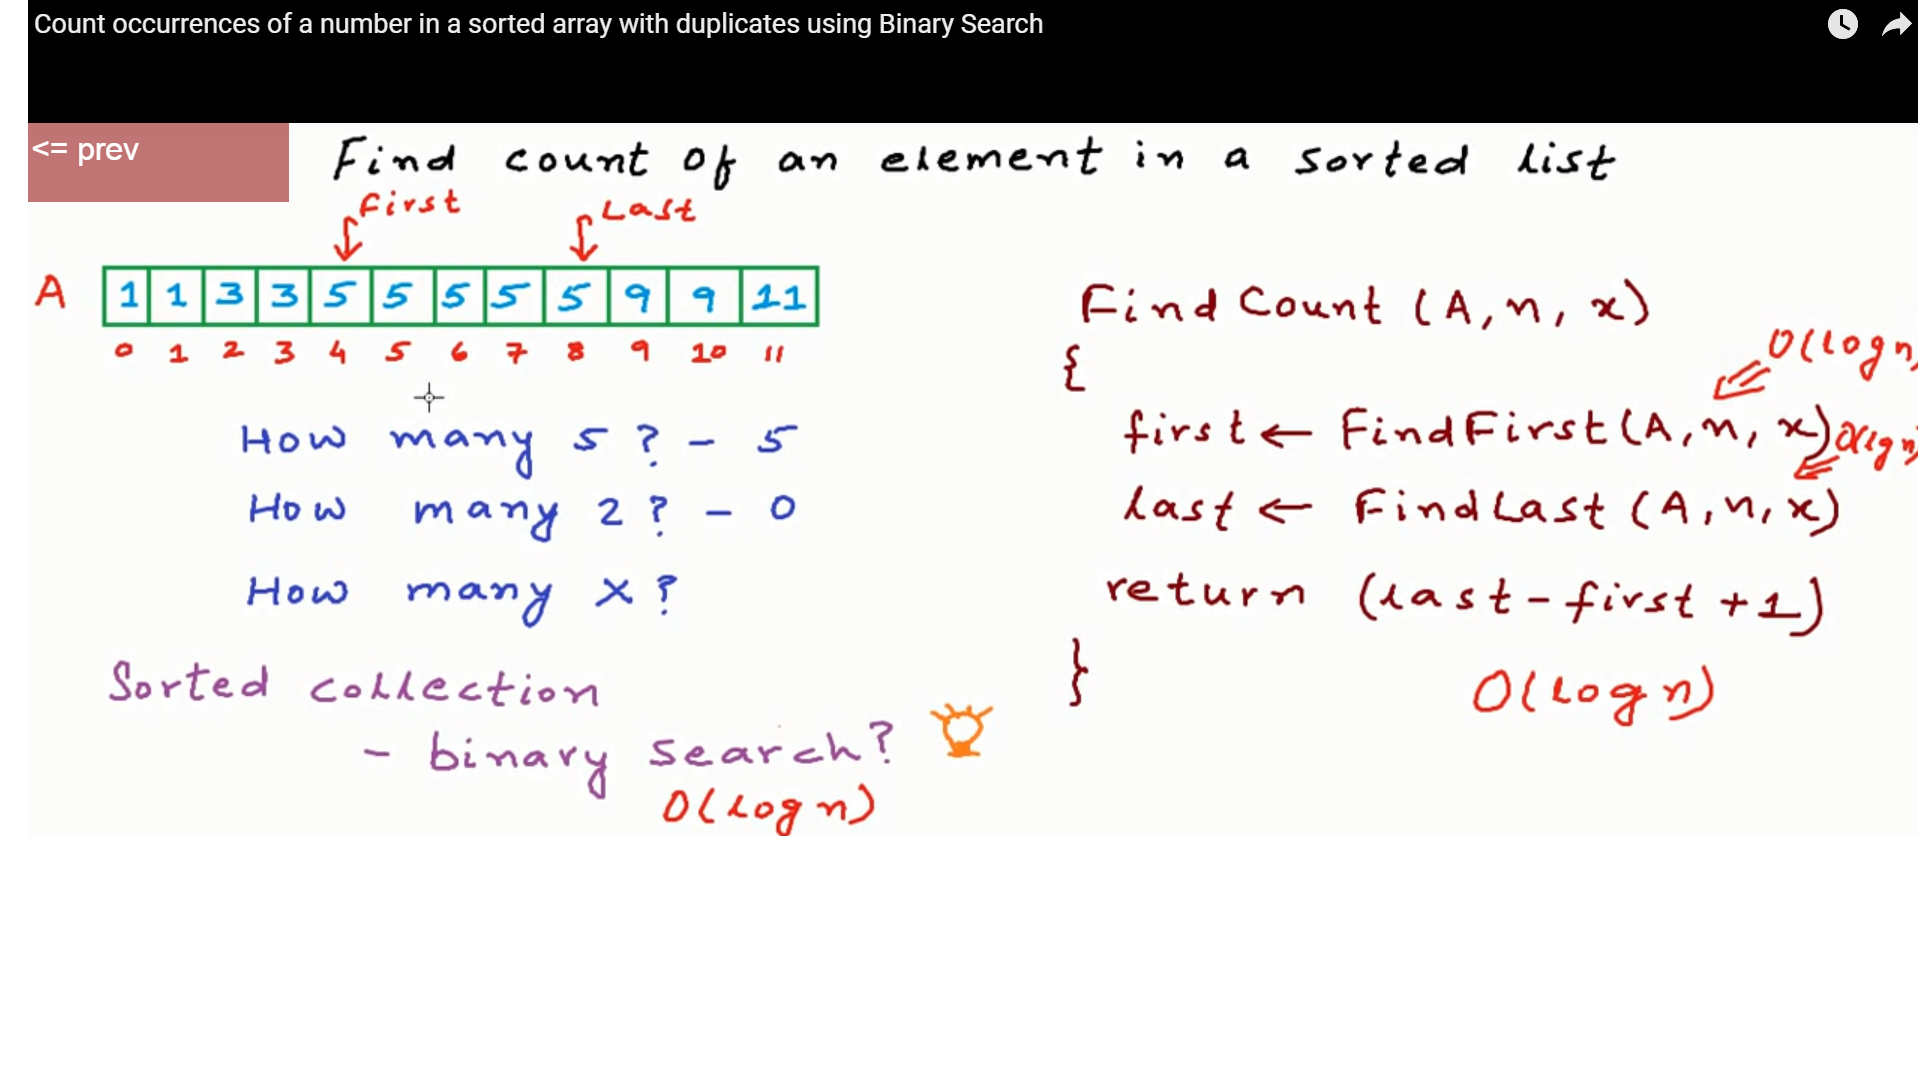 Count occurrences of a number in a sorted array with duplicates using Binary Search
<= prev
Find count of an element in a sorted list
First Last
A 1 1 3 3 5 5 5 5 5 9 9 11
0 1 2 3 4 5 6 7 8 9 10 11
How many 5 ? - 5
How many 2 ? - 0
How many x ?
Sorted collection
- binary search?
O(log n)
FindCount (A, n, x)
{
O(log n
first ← FindFirst (A, n, x) O(lg n)
last ← FindLast (A, n, x)
return (last - first + 1)
}
O(log n)